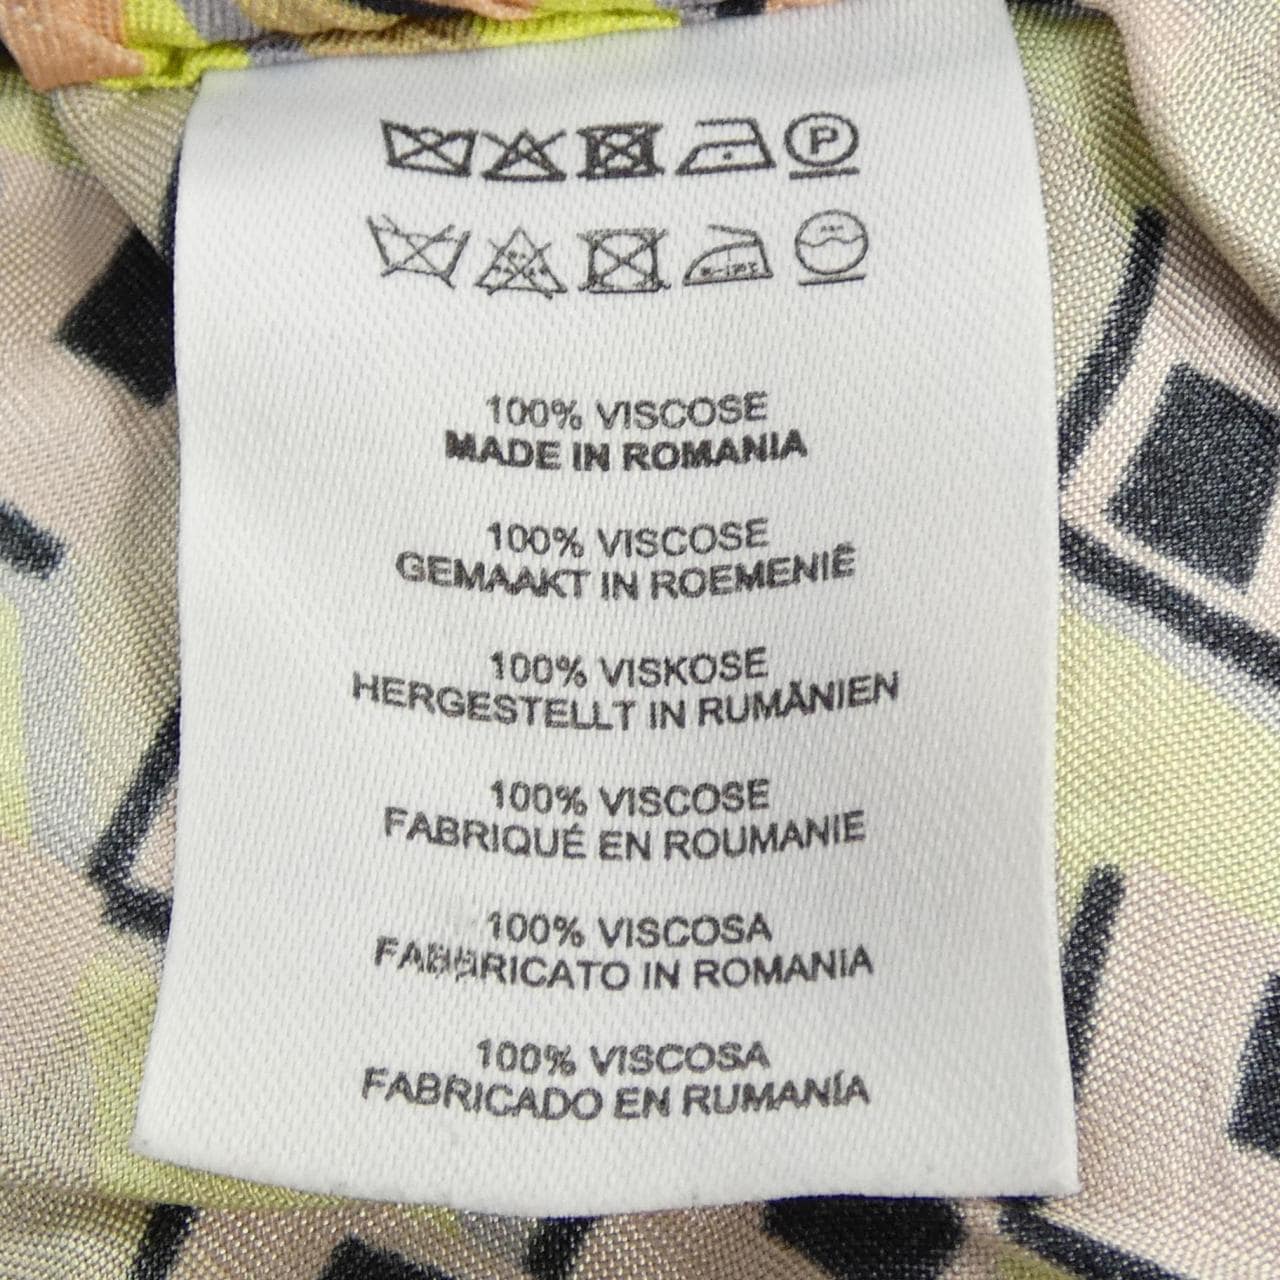 P
100% VISCOSE
MADE IN ROMANIA
100% VISCOSE
GEMAAKT IN ROEMENIË
100% VISKOSE
HERGESTELLT IN RUMÄNIEN
100% VISCOSE
FABRIQUÉ EN ROUMANIE
100% VISCOSA
FABBRICATO IN ROMANIA
100% VISCOSA
FABRICADO EN RUMANÍA